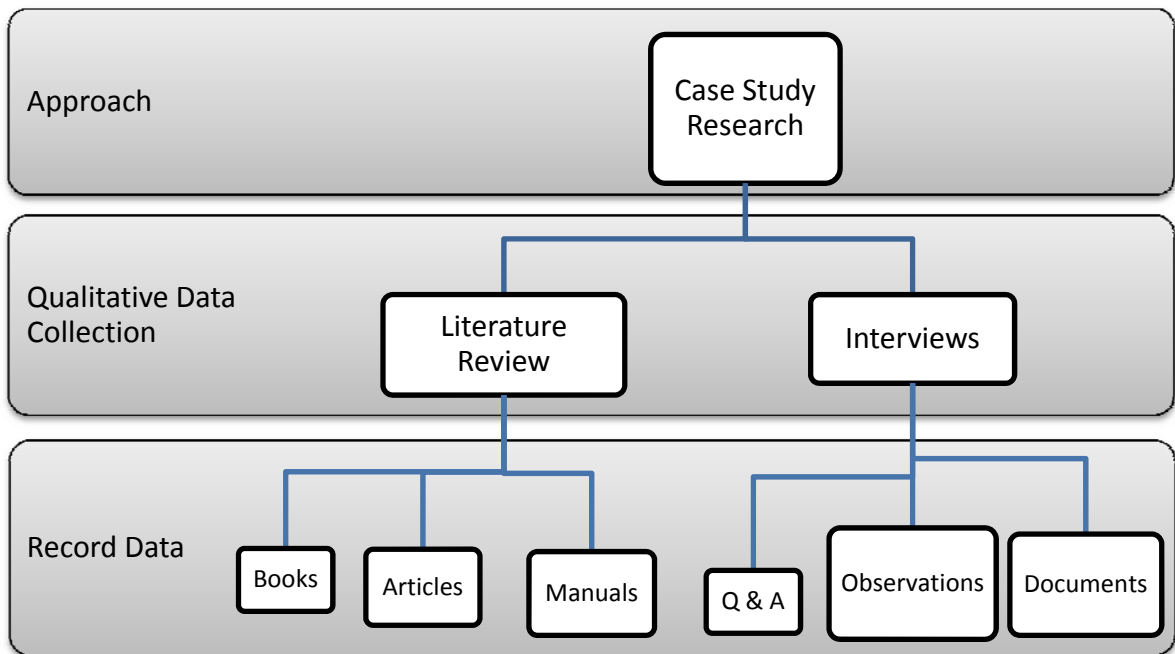 Approach
Case Study
Research
Qualitative Data
Collection
Literature
Review
Interviews
Record Data
Books
Articles
Manuals
Q & A
Observations
Documents